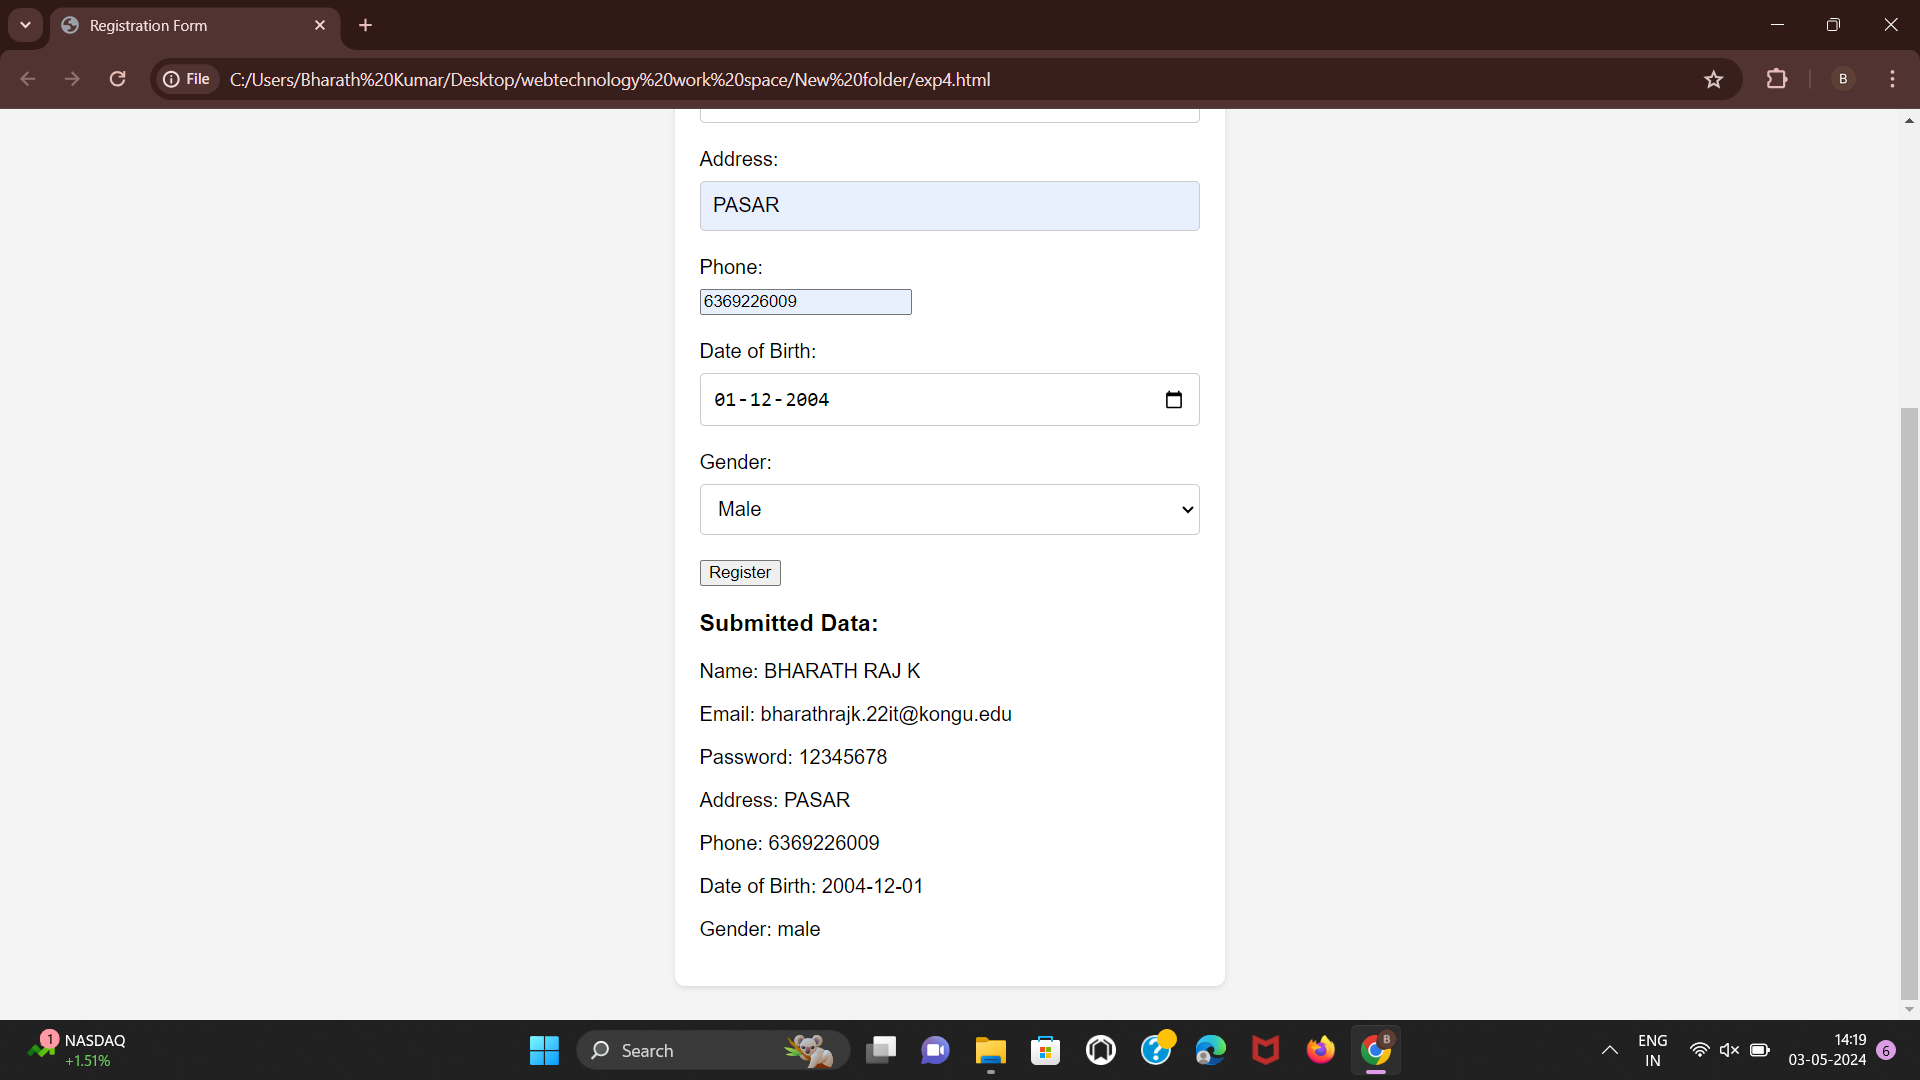 Registration Form
File
C:/Users/Bharath%20Kumar/Desktop/webtechnology%20work%20space/New%20folder/exp4.html
B
Address:
PASAR
Phone:
6369226009
Date of Birth:
01-12-2004
Gender:
Male
Register
Submitted Data:
Name: BHARATH RAJ K
Email: bharathrajk.22it@kongu.edu
Password: 12345678
Address: PASAR
Phone: 6369226009
Date of Birth: 2004-12-01
Gender: male
1
NASDAQ
+1.51%
Search
B
ENG
IN
14:19
03-05-2024
6